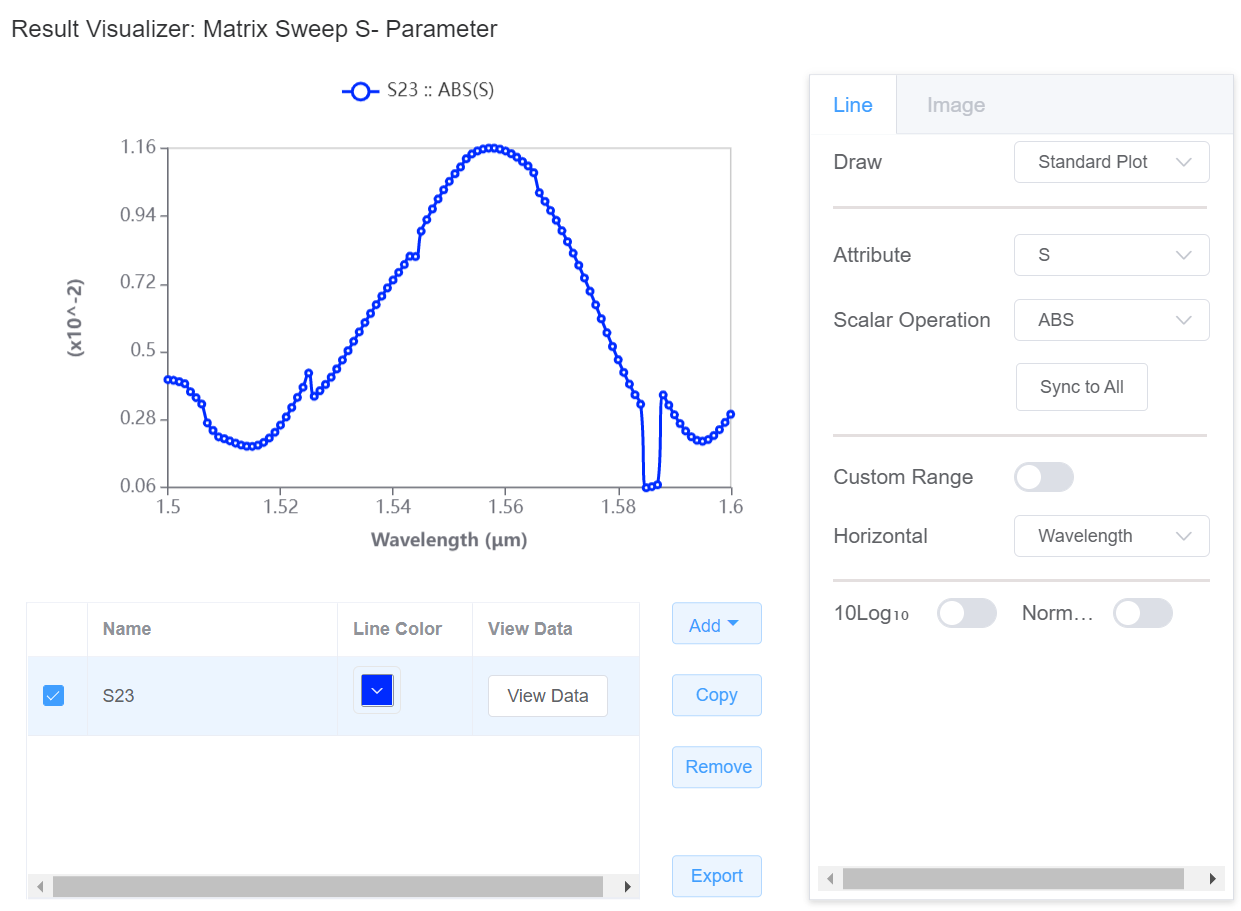 Result Visualizer: Matrix Sweep S- Parameter
S23 :: ABS(S)
1.16
0.94
0.72
0.5
0.28
0.06
(x10^-2)
1.5 1.52 1.54 1.56 1.58 1.6
Wavelength (μm)
Name Line Color View Data
S23 View Data
Add
Copy
Remove
Export
Line Image
Draw Standard Plot
Attribute S
Scalar Operation ABS
Sync to All
Custom Range
Horizontal Wavelength
10Log₁₀ Norm...